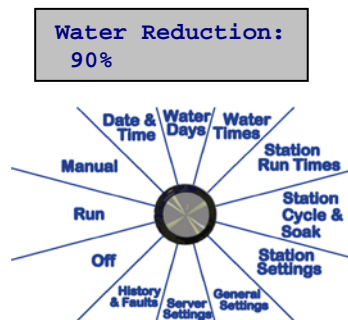 Water Reduction:
90%
Date &
Time
Water
Days
Water
Times
Station
Run Times
Manual
Station
Cycle &
Soak
Run
Station
Settings
Off
History
& Faults
Server
Settings
General
Settings